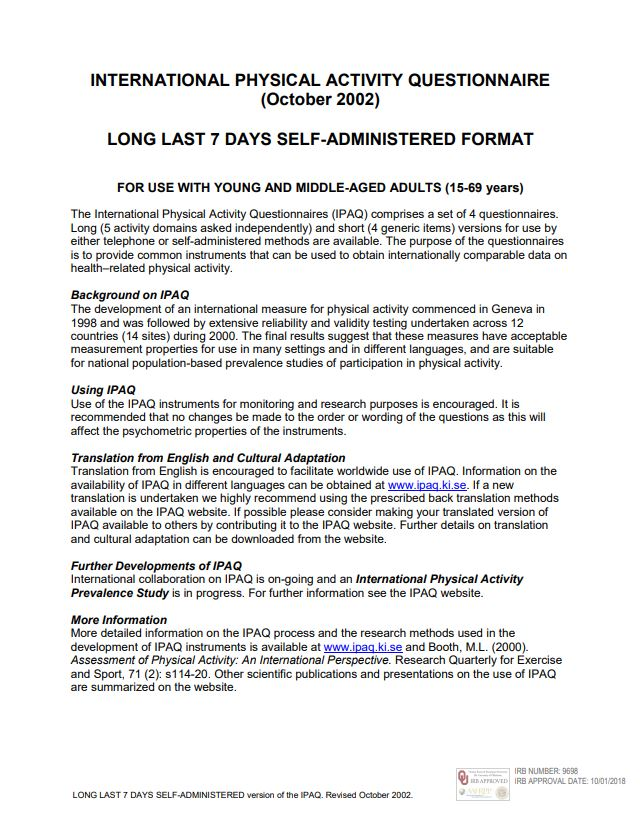 INTERNATIONAL PHYSICAL ACTIVITY QUESTIONNAIRE
(October 2002)
LONG LAST 7 DAYS SELF-ADMINISTERED FORMAT
FOR USE WITH YOUNG AND MIDDLE-AGED ADULTS (15-69 years)
The International Physical Activity Questionnaires (IPAQ) comprises a set of 4 questionnaires.
Long (5 activity domains asked independently) and short (4 generic items) versions for use by
either telephone or self-administered methods are available. The purpose of the questionnaires
is to provide common instruments that can be used to obtain internationally comparable data on
health–related physical activity.
Background on IPAQ
The development of an international measure for physical activity commenced in Geneva in
1998 and was followed by extensive reliability and validity testing undertaken across 12
countries (14 sites) during 2000. The final results suggest that these measures have acceptable
measurement properties for use in many settings and in different languages, and are suitable
for national population-based prevalence studies of participation in physical activity.
Using IPAQ
Use of the IPAQ instruments for monitoring and research purposes is encouraged. It is
recommended that no changes be made to the order or wording of the questions as this will
affect the psychometric properties of the instruments.
Translation from English and Cultural Adaptation
Translation from English is encouraged to facilitate worldwide use of IPAQ. Information on the
availability of IPAQ in different languages can be obtained at www.ipaq.ki.se. If a new
translation is undertaken we highly recommend using the prescribed back translation methods
available on the IPAQ website. If possible please consider making your translated version of
IPAQ available to others by contributing it to the IPAQ website. Further details on translation
and cultural adaptation can be downloaded from the website.
Further Developments of IPAQ
International collaboration on IPAQ is on-going and an International Physical Activity
Prevalence Study is in progress. For further information see the IPAQ website.
More Information
More detailed information on the IPAQ process and the research methods used in the
development of IPAQ instruments is available at www.ipaq.ki.se and Booth, M.L. (2000).
Assessment of Physical Activity: An International Perspective. Research Quarterly for Exercise
and Sport, 71 (2): s114-20. Other scientific publications and presentations on the use of IPAQ
are summarized on the website.
IRB APPROVED
IRB NUMBER: 9698
IRB APPROVAL DATE: 10/01/2018
LONG LAST 7 DAYS SELF-ADMINISTERED version of the IPAQ. Revised October 2002.